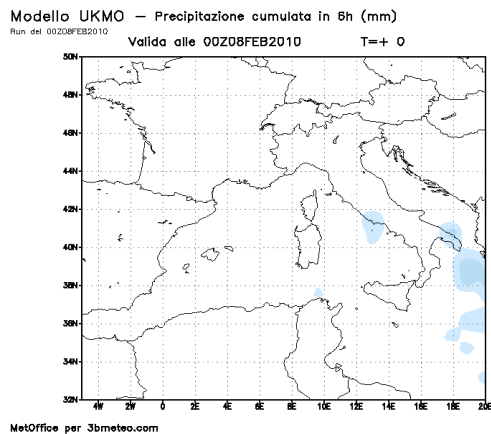 Modello UKMO – Precipitazione cumulata in 6h (mm)
Run del 00Z08FEB2010
Valida alle 00Z08FEB2010 T=+ 0
50N
48N
46N
44N
42N
40N
38N
36N
34N
32N
4W 2W 0 2E 4E 6E 8E 10E 12E 14E 16E 18E 20E
MetOffice per 3bmeteo.com